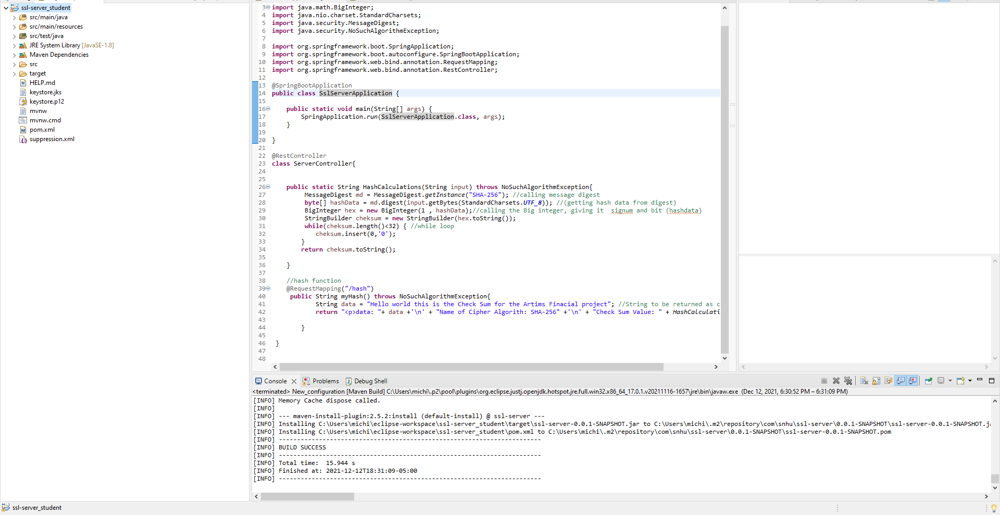 ssl-server_student
src/main/java
src/main/resources
src/test/java
JRE System Library [JavaSE-1.8]
Maven Dependencies
src
target
HELP.md
keystore.jks
keystore.p12
mvnw
mvnw.cmd
pom.xml
suppression.xml
3 import java.math.BigInteger;
4 import java.nio.charset.StandardCharsets;
5 import java.security.MessageDigest;
6 import java.security.NoSuchAlgorithmException;
7
8 import org.springframework.boot.SpringApplication;
9 import org.springframework.boot.autoconfigure.SpringBootApplication;
10 import org.springframework.web.bind.annotation.RequestMapping;
11 import org.springframework.web.bind.annotation.RestController;
12
13 @SpringBootApplication
14 public class SslServerApplication {
15
16 public static void main(String[] args) {
17 SpringApplication.run(SslServerApplication.class, args);
18 }
19
20 }
21
22 @RestController
23 class ServerController{
24
25
26 public static String HashCalculations(String input) throws NoSuchAlgorithmException{
27 MessageDigest md = MessageDigest.getInstance("SHA-256"); //calling message digest
28 byte[] hashData = md.digest(input.getBytes(StandardCharsets.UTF_8)); //(getting hash data from digest)
29 BigInteger hex = new BigInteger(1 , hashData);//calling the Big integer, giving it  signum and bit (hashdata)
30 StringBuilder cheksum = new StringBuilder(hex.toString());
31 while(cheksum.length()<32) { //while loop
32 cheksum.insert(0,'0');
33 }
34 return cheksum.toString();
35
36 }
37
38 //hash function
39 @RequestMapping("/hash")
40 public String myHash() throws NoSuchAlgorithmException{
41 String data = "Hello world this is the Check Sum for the Artims Finacial project"; //String to be returned as c
42 return "<p>data: "+ data +'\n' + "Name of Cipher Algorith: SHA-256" +'\n' + "Check Sum Value: " + HashCalculati
43
44 }
45
46 }
47
48
Console Problems Debug Shell
<terminated> New_configuration [Maven Build] C:\Users\michi\.p2\pool\plugins\org.eclipse.justj.openjdk.hotspot.jre.full.win32.x86_64_17.0.1.v20211116-1657\jre\bin\javaw.exe (Dec 12, 2021, 6:30:52 PM – 6:31:09 PM)
[INFO] Memory Cache dispose called.
[INFO]
[INFO] --- maven-install-plugin:2.5.2:install (default-install) @ ssl-server ---
[INFO] Installing C:\Users\michi\eclipse-workspace\ssl-server_student\target\ssl-server-0.0.1-SNAPSHOT.jar to C:\Users\michi\.m2\repository\com\snhu\ssl-server\0.0.1-SNAPSHOT\ssl-server-0.0.1-SNAPSHOT.ja
[INFO] Installing C:\Users\michi\eclipse-workspace\ssl-server_student\pom.xml to C:\Users\michi\.m2\repository\com\snhu\ssl-server\0.0.1-SNAPSHOT\ssl-server-0.0.1-SNAPSHOT.pom
[INFO] ------------------------------------------------------------------------
[INFO] BUILD SUCCESS
[INFO] ------------------------------------------------------------------------
[INFO] Total time:  15.944 s
[INFO] Finished at: 2021-12-12T18:31:09-05:00
[INFO] ------------------------------------------------------------------------
ssl-server_student